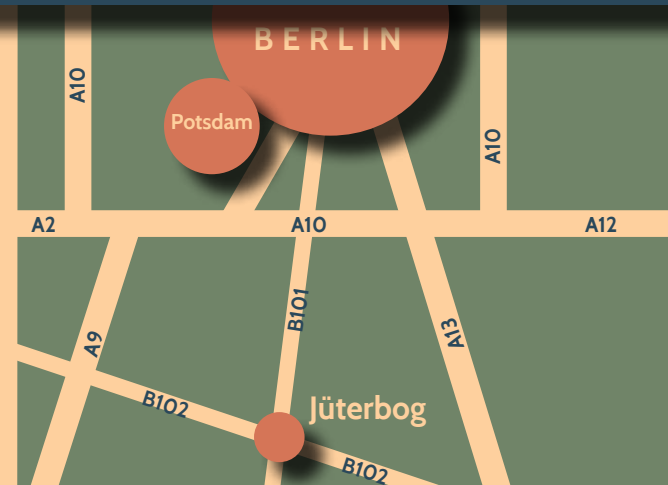 BERLIN
A10
Potsdam
A10
A2
A10
A12
B101
A9
A13
B102
Jüterbog
B102